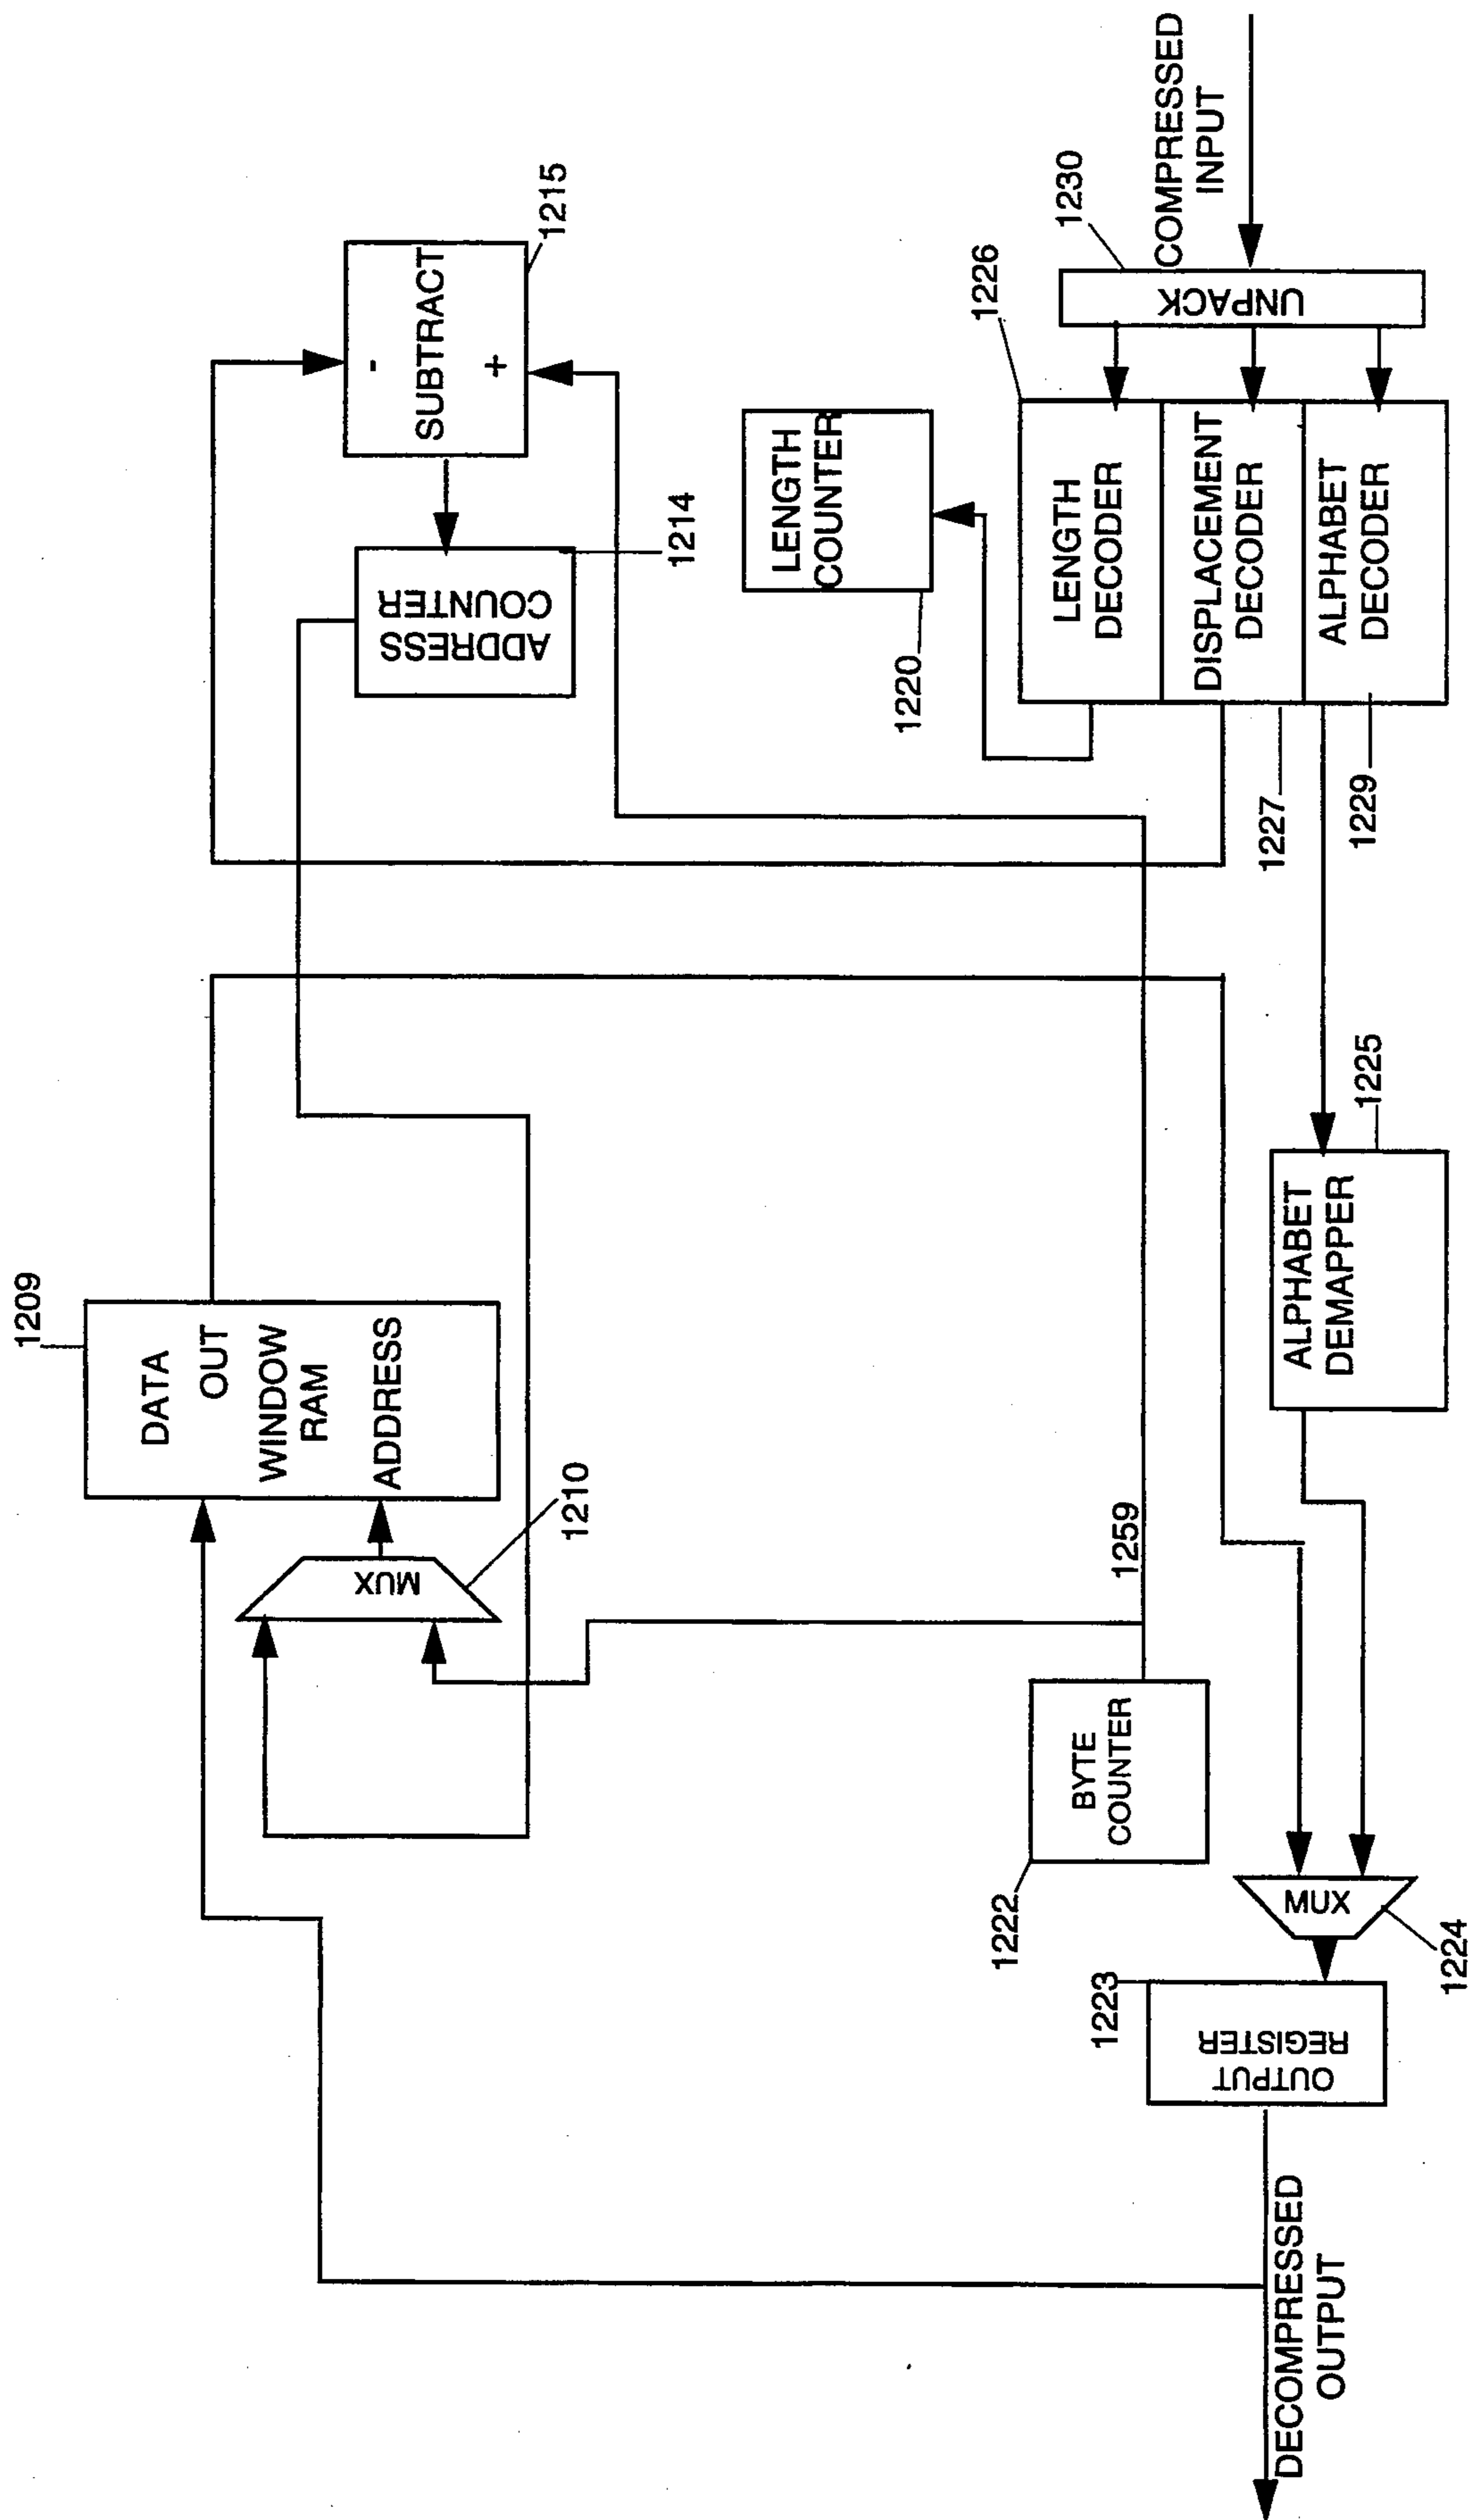 1209
DATA
OUT
WINDOW
RAM
ADDRESS
MUX
1210
SUBTRACT
-
+
1215
ADDRESS
COUNTER
1214
LENGTH
COUNTER
1220
1226
1230
COMPRESSED
INPUT
UNPACK
LENGTH
DECODER
DISPLACEMENT
DECODER
ALPHABET
DECODER
1227
1229
1225
ALPHABET
DEMAPPER
1259
BYTE
COUNTER
1222
MUX
1224
1223
OUTPUT
REGISTER
DECOMPRESSED
OUTPUT